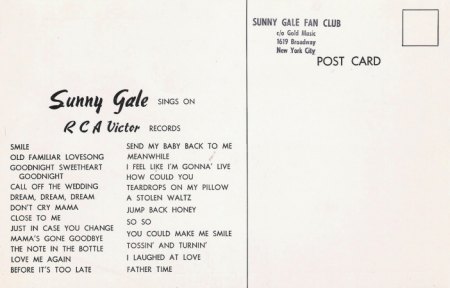 Sunny Gale SINGS ON
RCA Victor RECORDS
SMILE
OLD FAMILIAR LOVESONG
GOODNIGHT SWEETHEART
GOODNIGHT
CALL OFF THE WEDDING
DREAM, DREAM, DREAM
DON'T CRY MAMA
CLOSE TO ME
JUST IN CASE YOU CHANGE
MAMA'S GONE GOODBYE
THE NOTE IN THE BOTTLE
LOVE ME AGAIN
BEFORE IT'S TOO LATE
SEND MY BABY BACK TO ME
MEANWHILE
I FEEL LIKE I'M GONNA' LIVE
HOW COULD YOU
TEARDROPS ON MY PILLOW
A STOLEN WALTZ
JUMP BACK HONEY
SO SO
YOU COULD MAKE ME SMILE
TOSSIN' AND TURNIN'
I LAUGHED AT LOVE
FATHER TIME
SUNNY GALE FAN CLUB
c/o Gold Music
1619 Broadway
New York City
POST CARD